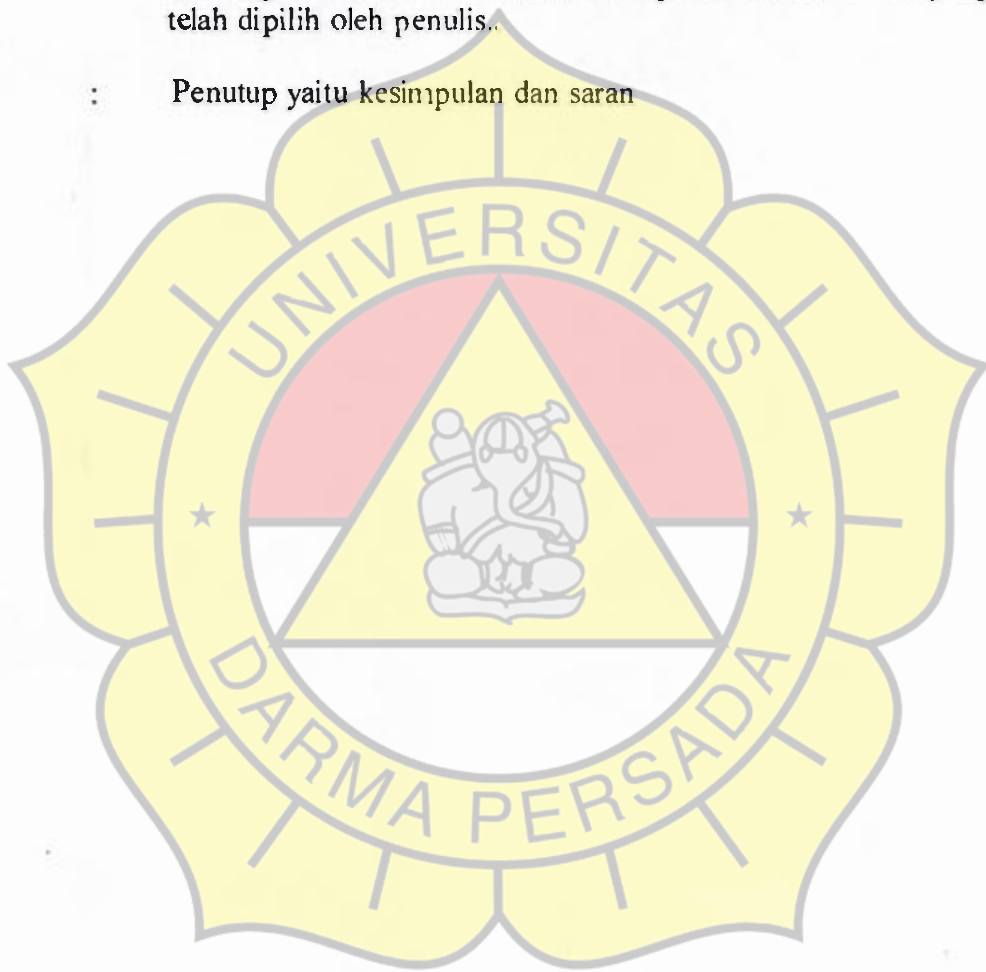 telah dipilih oleh penulis..
: Penutup yaitu kesimpulan dan saran
UNIVERSITAS
DARMA PERSADA